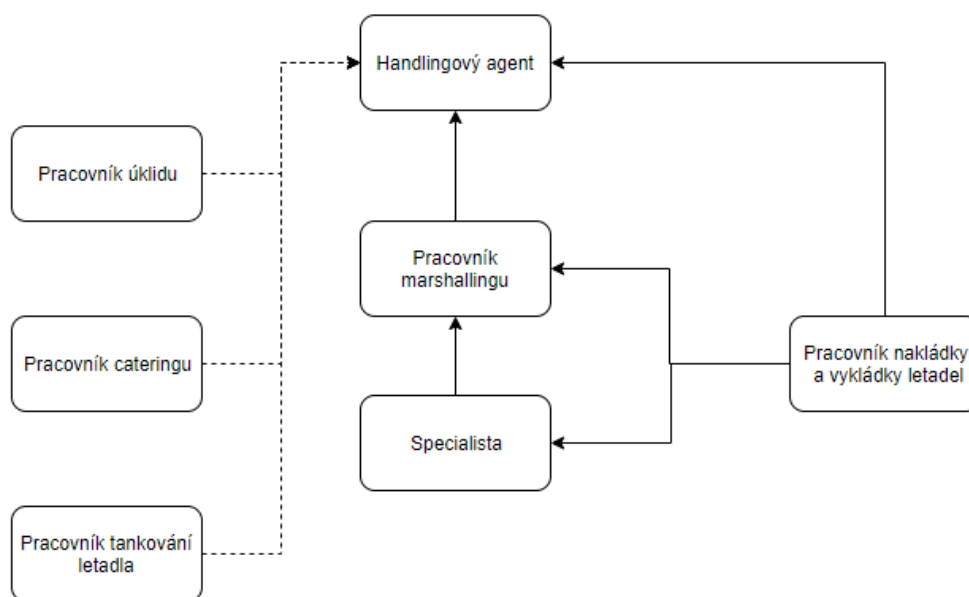 Handlingový agent
Pracovník úklidu
Pracovník
marshallingu
Pracovník cateringu
Pracovník nakládky
a vykládky letadel
Specialista
Pracovník tankování
letadla